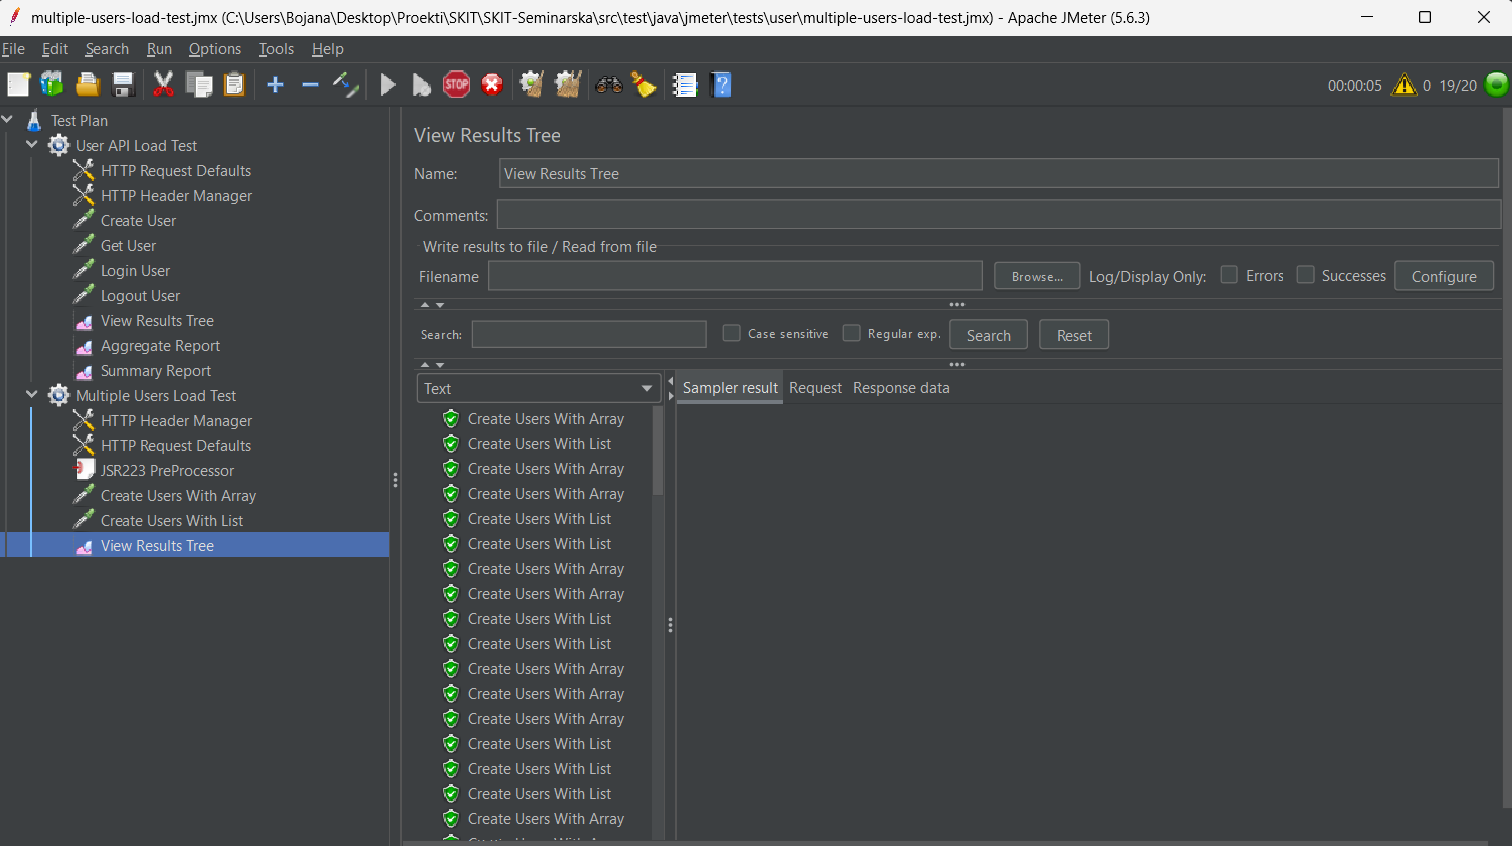 multiple-users-load-test.jmx (C:\Users\Bojana\Desktop\Proekti\SKIT\SKIT-Seminarska\src\test\java\jmeter\tests\user\multiple-users-load-test.jmx) - Apache JMeter (5.6.3)
File Edit Search Run Options Tools Help
STOP 00:00:05 0 19/20
Test Plan
User API Load Test
HTTP Request Defaults
HTTP Header Manager
Create User
Get User
Login User
Logout User
View Results Tree
Aggregate Report
Summary Report
Multiple Users Load Test
HTTP Header Manager
HTTP Request Defaults
JSR223 PreProcessor
Create Users With Array
Create Users With List
View Results Tree
View Results Tree
Name: View Results Tree
Comments:
Write results to file / Read from file
Filename Browse... Log/Display Only: Errors Successes Configure
Search: Case sensitive Regular exp. Search Reset
Text
Sampler result Request Response data
Create Users With Array
Create Users With List
Create Users With Array
Create Users With Array
Create Users With List
Create Users With List
Create Users With Array
Create Users With Array
Create Users With List
Create Users With List
Create Users With Array
Create Users With Array
Create Users With Array
Create Users With List
Create Users With List
Create Users With List
Create Users With Array